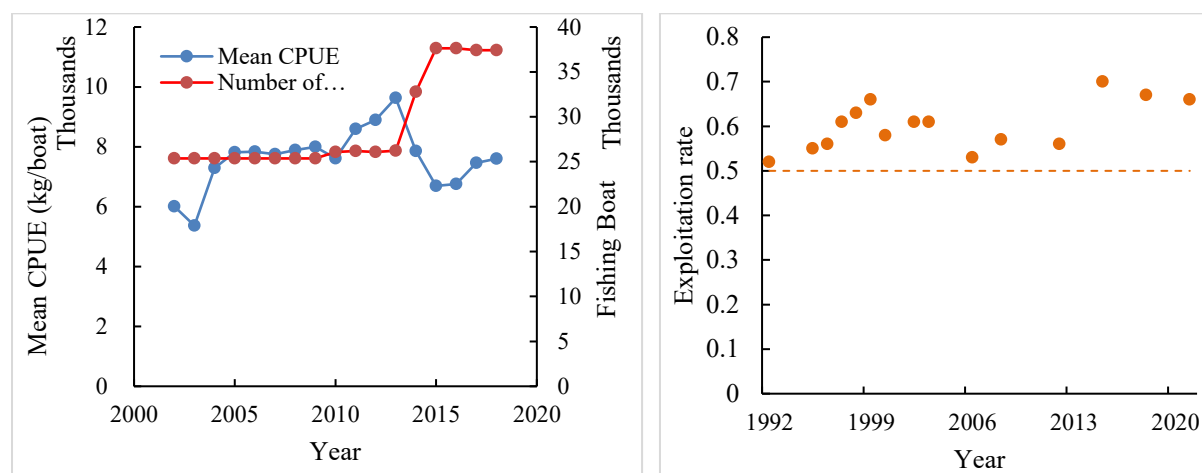 12
10
8
6
4
2
0
Mean CPUE (kg/boat)
Thousands
Mean CPUE
Number of…
40
35
30
25
20
15
10
5
0
Fishing Boat
Thousands
2000 2005 2010 2015 2020
Year
0.8
0.7
0.6
0.5
0.4
0.3
0.2
0.1
0
Exploitation rate
1992 1999 2006 2013 2020
Year